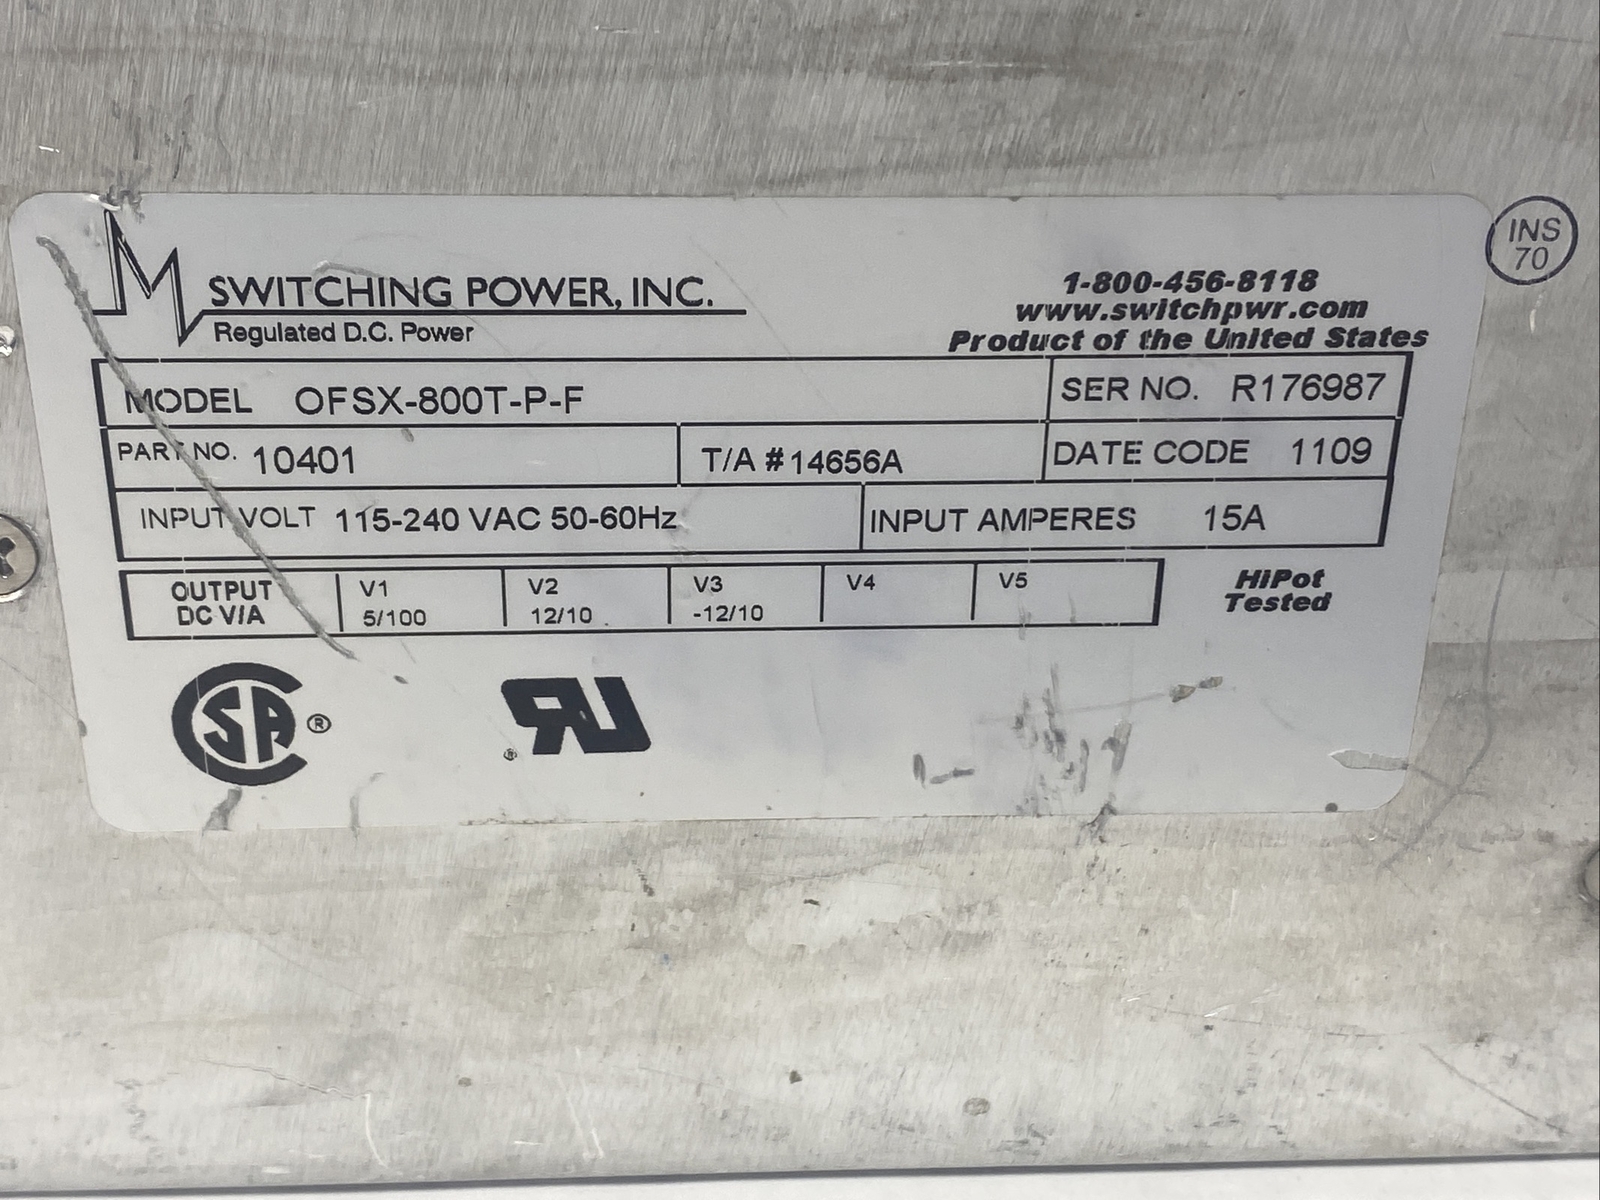 SWITCHING POWER, INC.
Regulated D.C. Power
1-800-456-8118
www.switchpwr.com
Product of the United States
INS
70
MODEL OFSX-800T-P-F
SER NO. R176987
PART NO. 10401
T/A #14656A
DATE CODE 1109
INPUT VOLT 115-240 VAC 50-60Hz
INPUT AMPERES 15A
OUTPUT
DC V/A
V1
5/100
V2
12/10
V3
-12/10
V4
V5
HiPot
Tested
CSA ®
RU ®